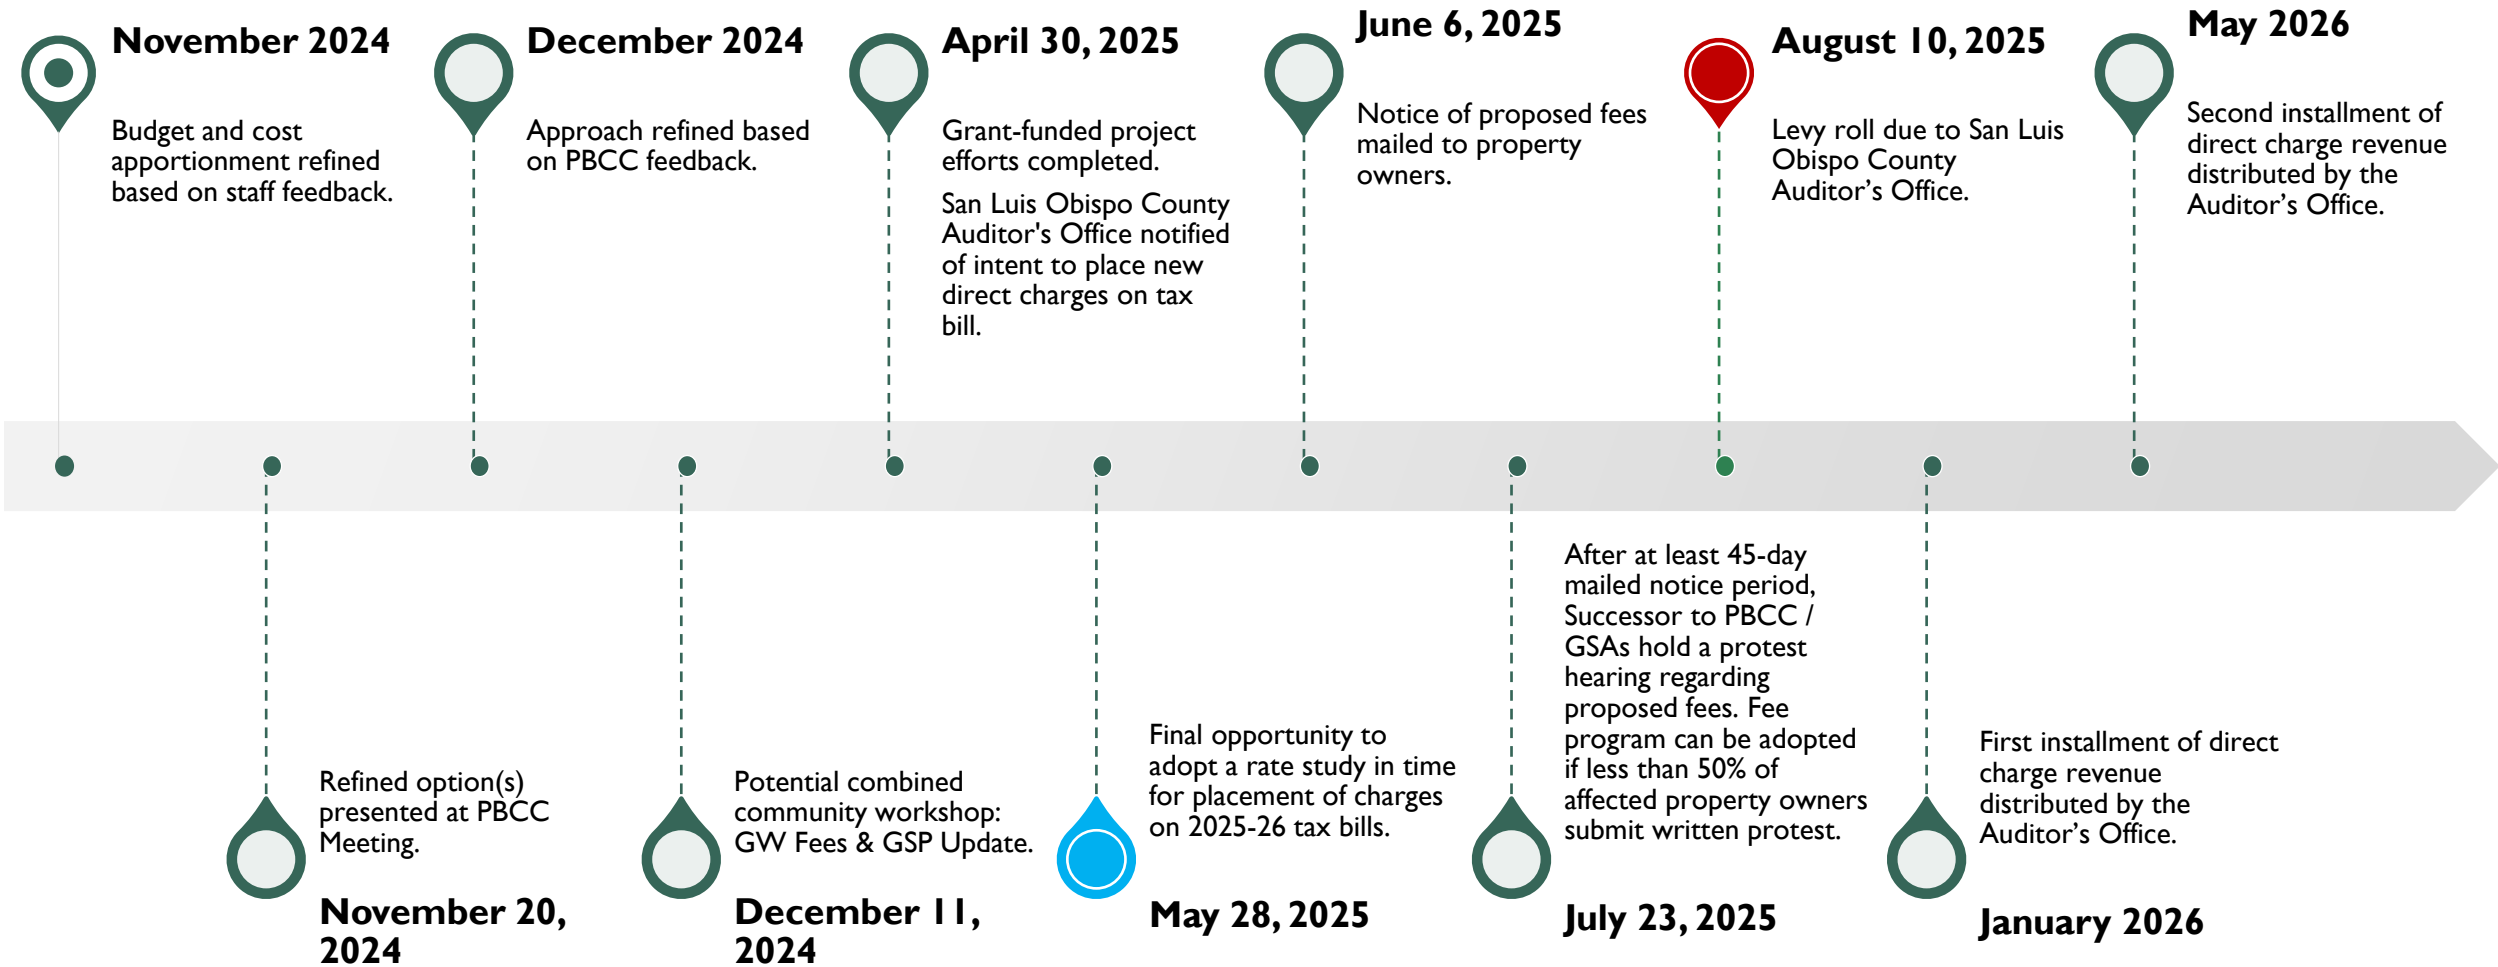 November 2024
Budget and cost
apportionment refined
based on staff feedback.
December 2024
Approach refined based
on PBCC feedback.
April 30, 2025
Grant-funded project
efforts completed.
San Luis Obispo County
Auditor's Office notified
of intent to place new
direct charges on tax
bill.
June 6, 2025
Notice of proposed fees
mailed to property
owners.
August 10, 2025
Levy roll due to San Luis
Obispo County
Auditor’s Office.
May 2026
Second installment of
direct charge revenue
distributed by the
Auditor’s Office.
Refined option(s)
presented at PBCC
Meeting.
November 20,
2024
Potential combined
community workshop:
GW Fees & GSP Update.
December 11,
2024
Final opportunity to
adopt a rate study in time
for placement of charges
on 2025-26 tax bills.
May 28, 2025
After at least 45-day
mailed notice period,
Successor to PBCC /
GSAs hold a protest
hearing regarding
proposed fees. Fee
program can be adopted
if less than 50% of
affected property owners
submit written protest.
July 23, 2025
First installment of direct
charge revenue
distributed by the
Auditor’s Office.
January 2026